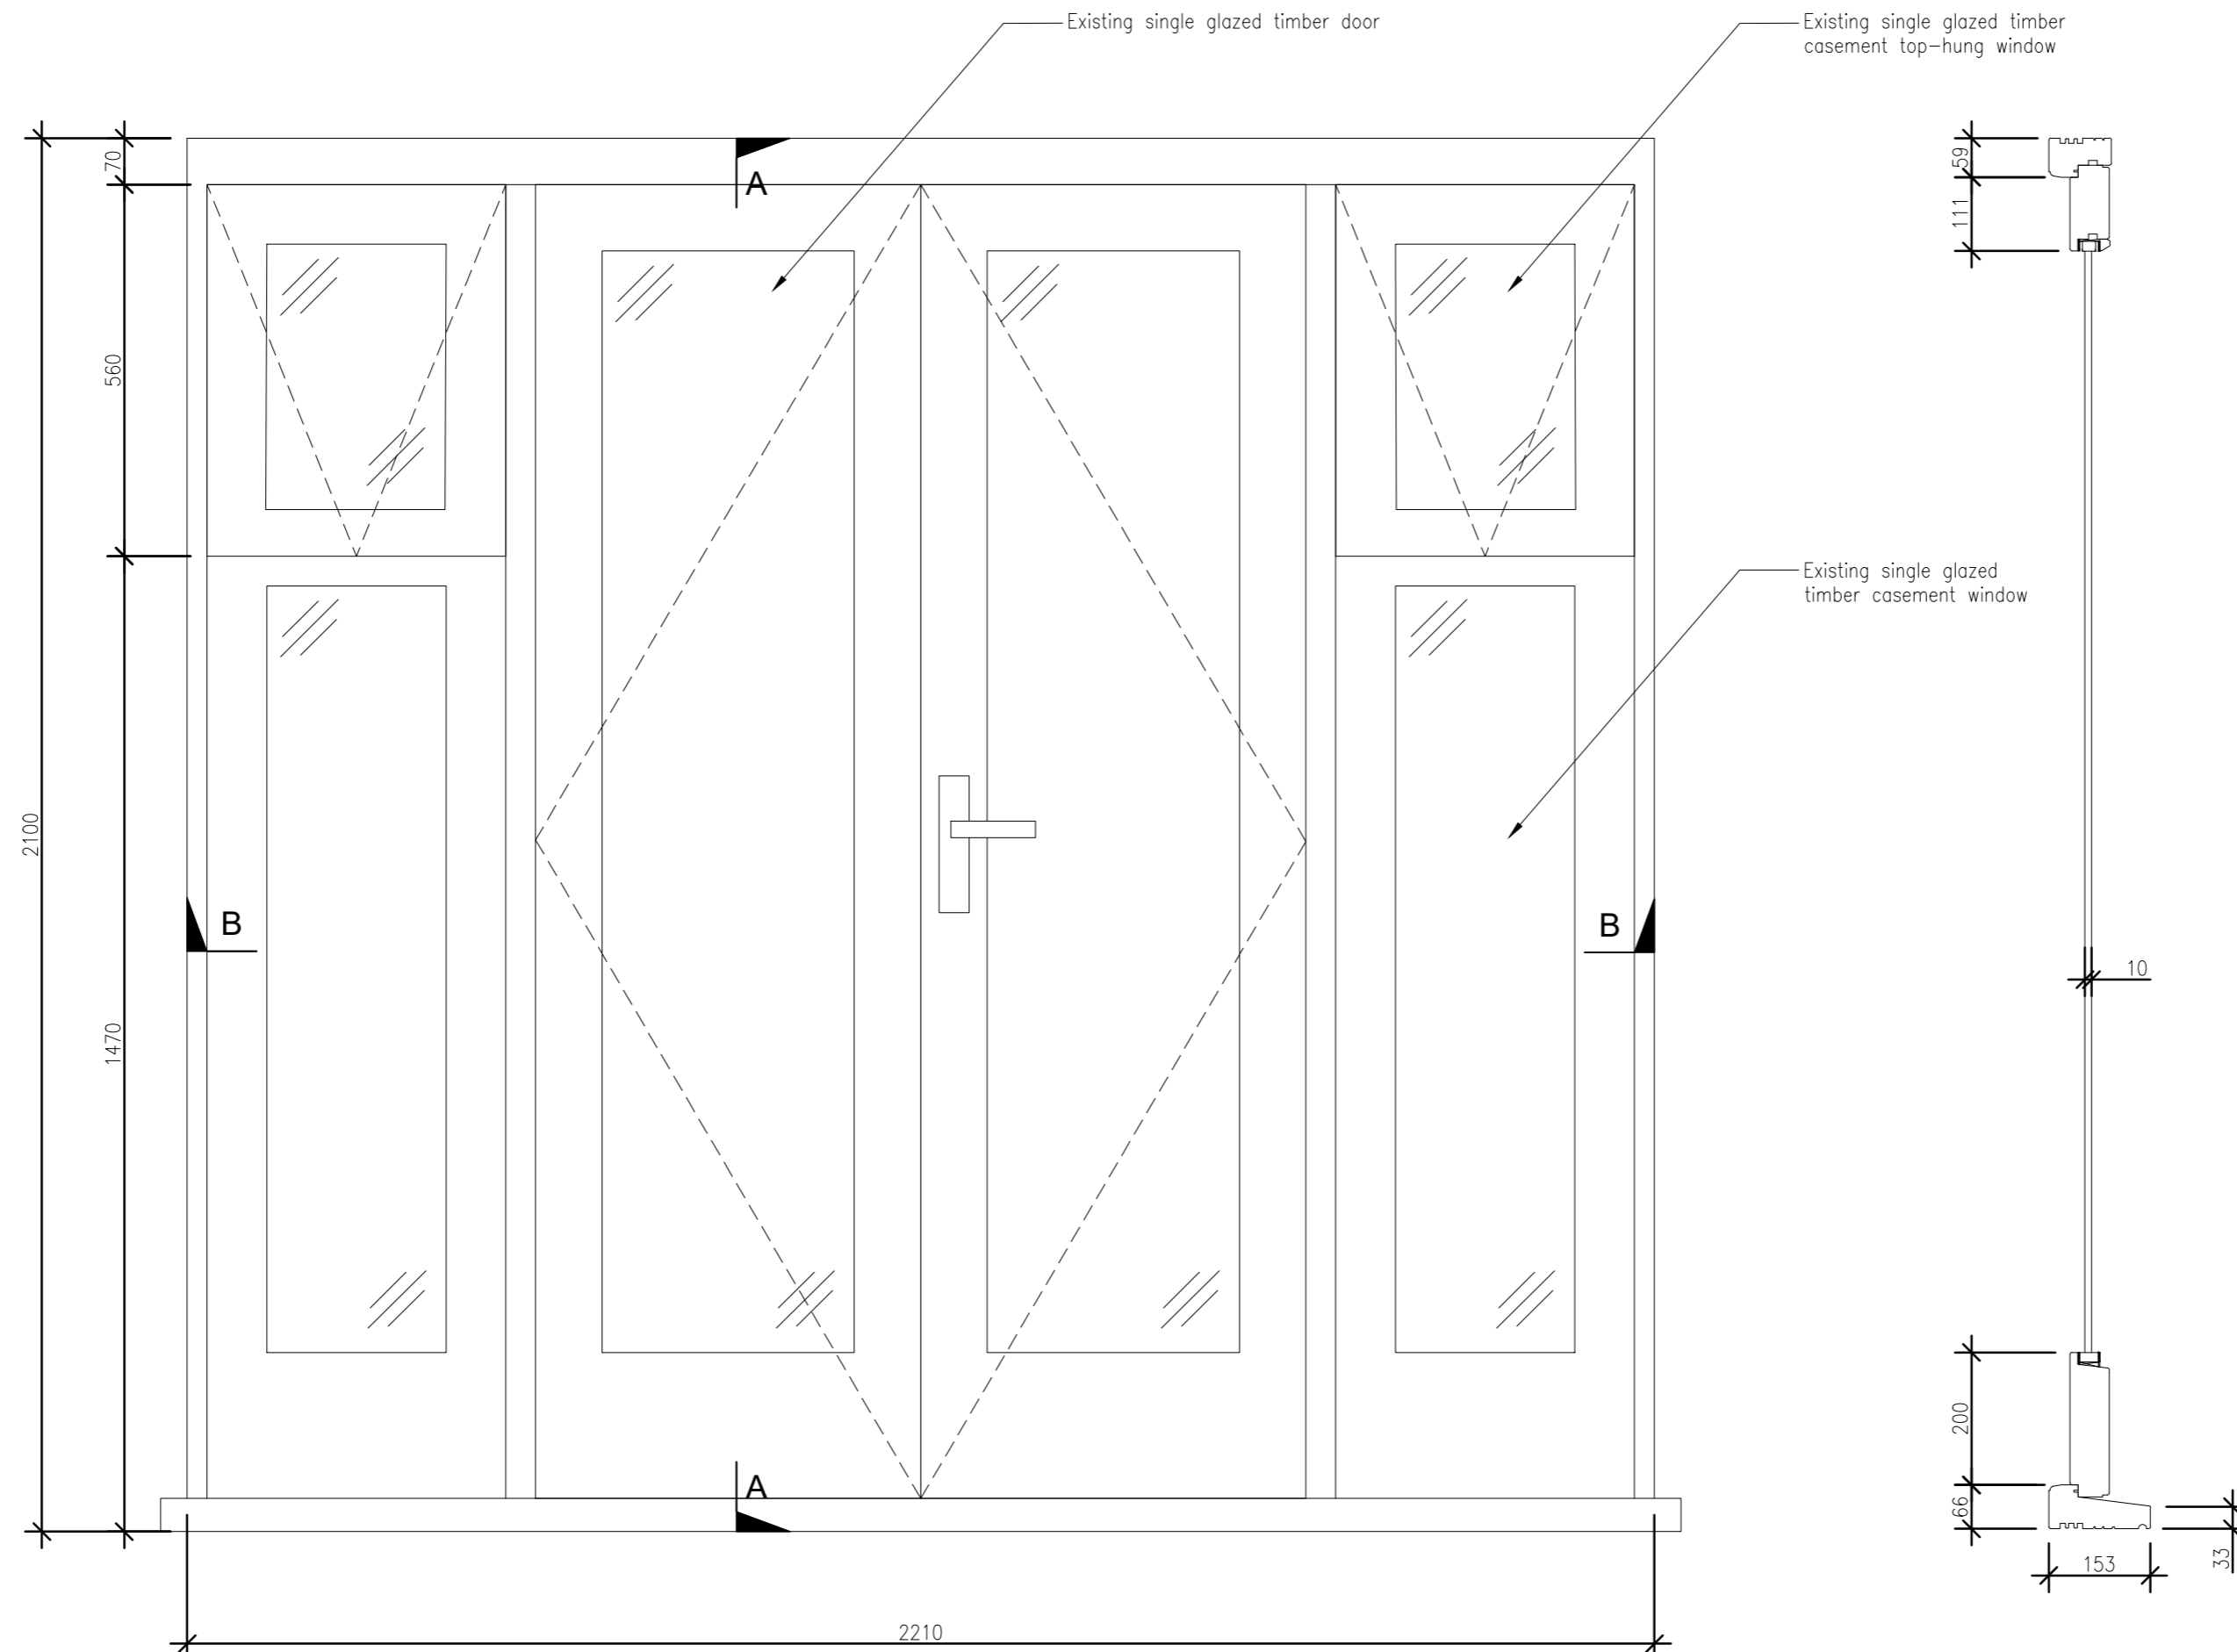 Existing single glazed timber door
Existing single glazed timber
casement top-hung window
70
59
A
111
560
Existing single glazed
timber casement window
2100
B
B
10
1470
200
A
66
33
153
2210